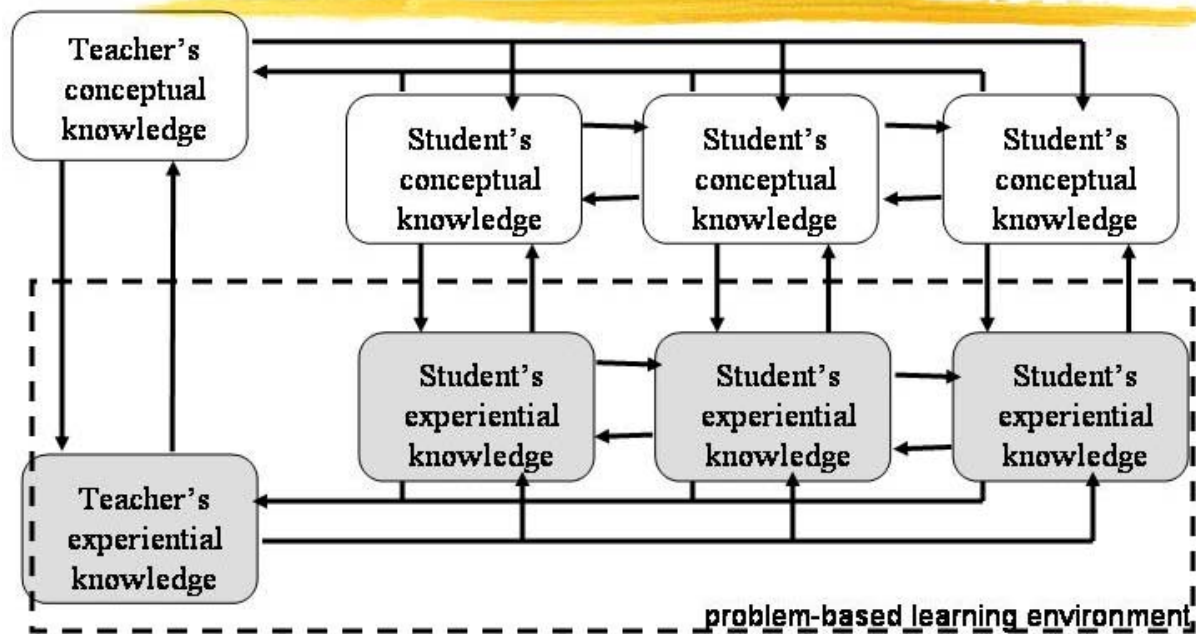 Teacher's
conceptual
knowledge
Student's
conceptual
knowledge
Student's
conceptual
knowledge
Student's
conceptual
knowledge
Student's
experiential
knowledge
Student's
experiential
knowledge
Student's
experiential
knowledge
Teacher's
experiential
knowledge
problem-based learning environment